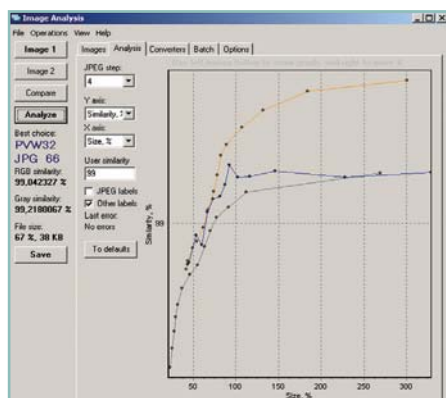 Image Analysis
File Operations View Help
Image 1
Image 2
Compare
Analyze
Best choice:
PVW32
JPG 66
RGB similarity:
99,042327 %
Gray similarity:
99,2180067 %
File size:
67 %, 38 KB
Save
Images Analysis Converters Batch Options
JPEG step:
4
Y axis:
Similarity, %
X axis:
Size, %
User similarity
99
JPEG labels
Other labels
Last error:
No errors
To defaults
Similarity, %
99
50 100 150 200 250 300
Size, %